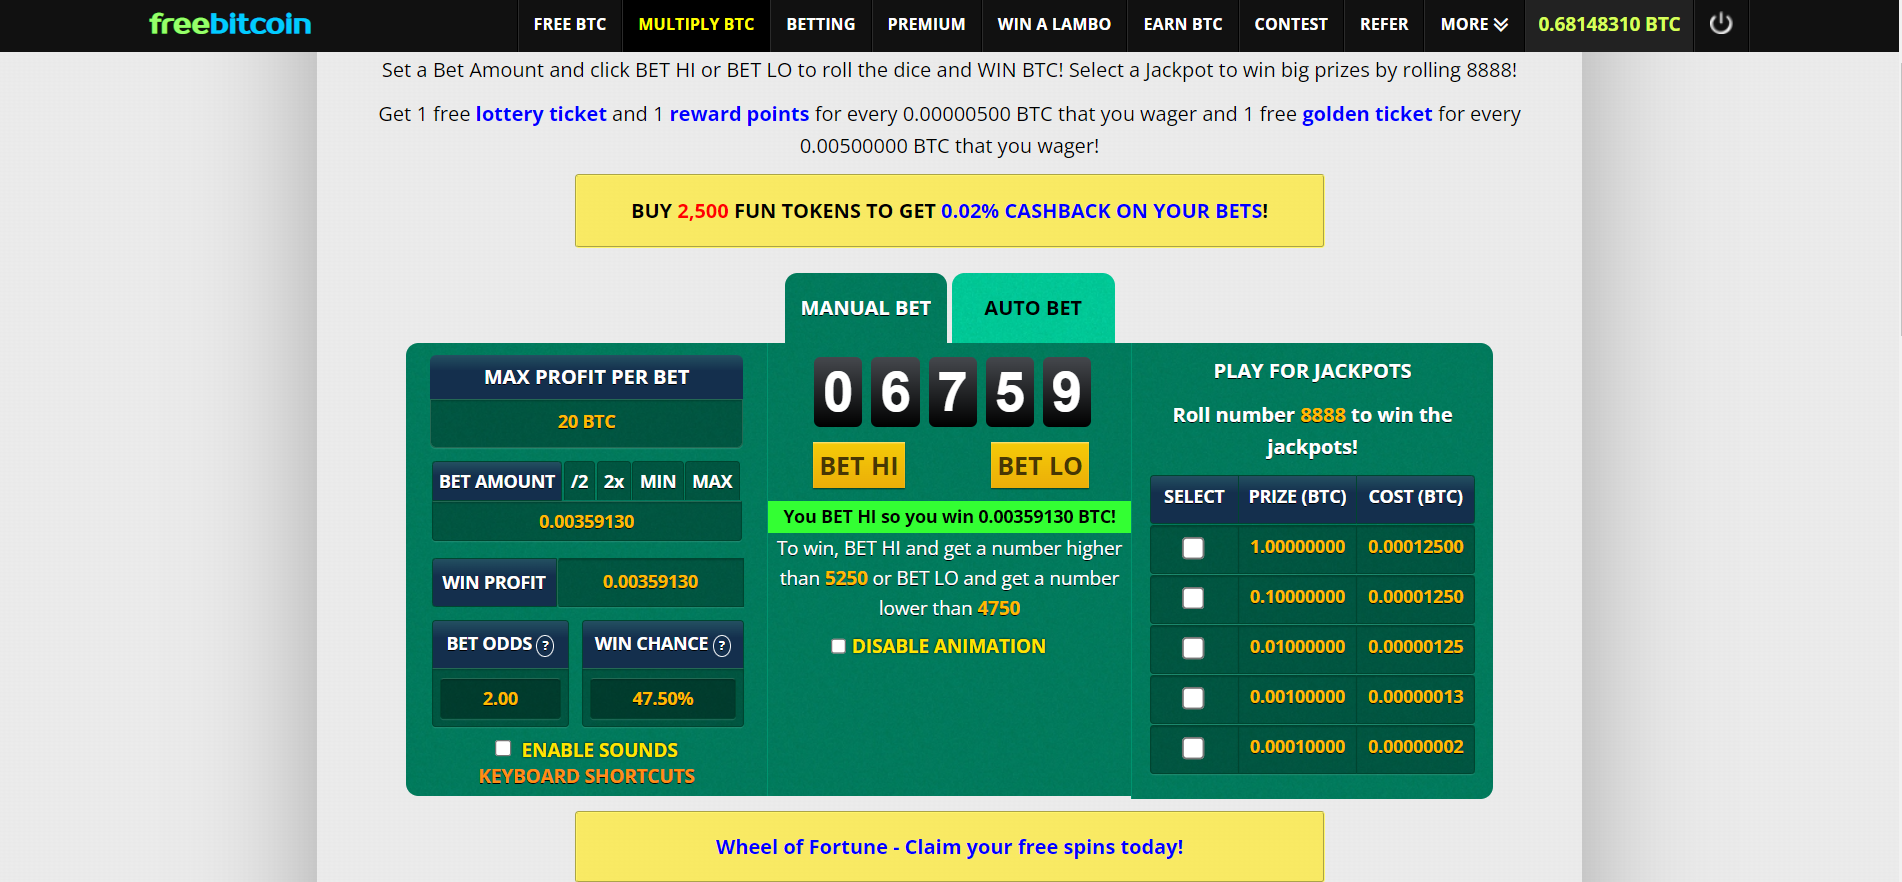 freebitcoin
FREE BTC
MULTIPLY BTC
BETTING
PREMIUM
WIN A LAMBO
EARN BTC
CONTEST
REFER
MORE
0.68148310 BTC
Set a Bet Amount and click BET HI or BET LO to roll the dice and WIN BTC! Select a Jackpot to win big prizes by rolling 8888!
Get 1 free lottery ticket and 1 reward points for every 0.00000500 BTC that you wager and 1 free golden ticket for every
0.00500000 BTC that you wager!
BUY 2,500 FUN TOKENS TO GET 0.02% CASHBACK ON YOUR BETS!
MANUAL BET
AUTO BET
MAX PROFIT PER BET
20 BTC
BET AMOUNT /2 2x MIN MAX
0.00359130
WIN PROFIT 0.00359130
BET ODDS ? WIN CHANCE ?
2.00 47.50%
ENABLE SOUNDS
KEYBOARD SHORTCUTS
0 6 7 5 9
BET HI BET LO
You BET HI so you win 0.00359130 BTC!
To win, BET HI and get a number higher
than 5250 or BET LO and get a number
lower than 4750
DISABLE ANIMATION
PLAY FOR JACKPOTS
Roll number 8888 to win the
jackpots!
SELECT PRIZE (BTC) COST (BTC)
1.00000000 0.00012500
0.10000000 0.00001250
0.01000000 0.00000125
0.00100000 0.00000013
0.00010000 0.00000002
Wheel of Fortune - Claim your free spins today!